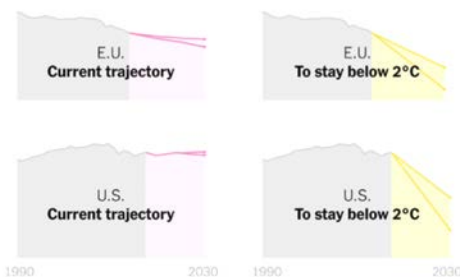 E.U.
Current trajectory
E.U.
To stay below 2°C
U.S.
Current trajectory
U.S.
To stay below 2°C
1990 2030
1990 2030